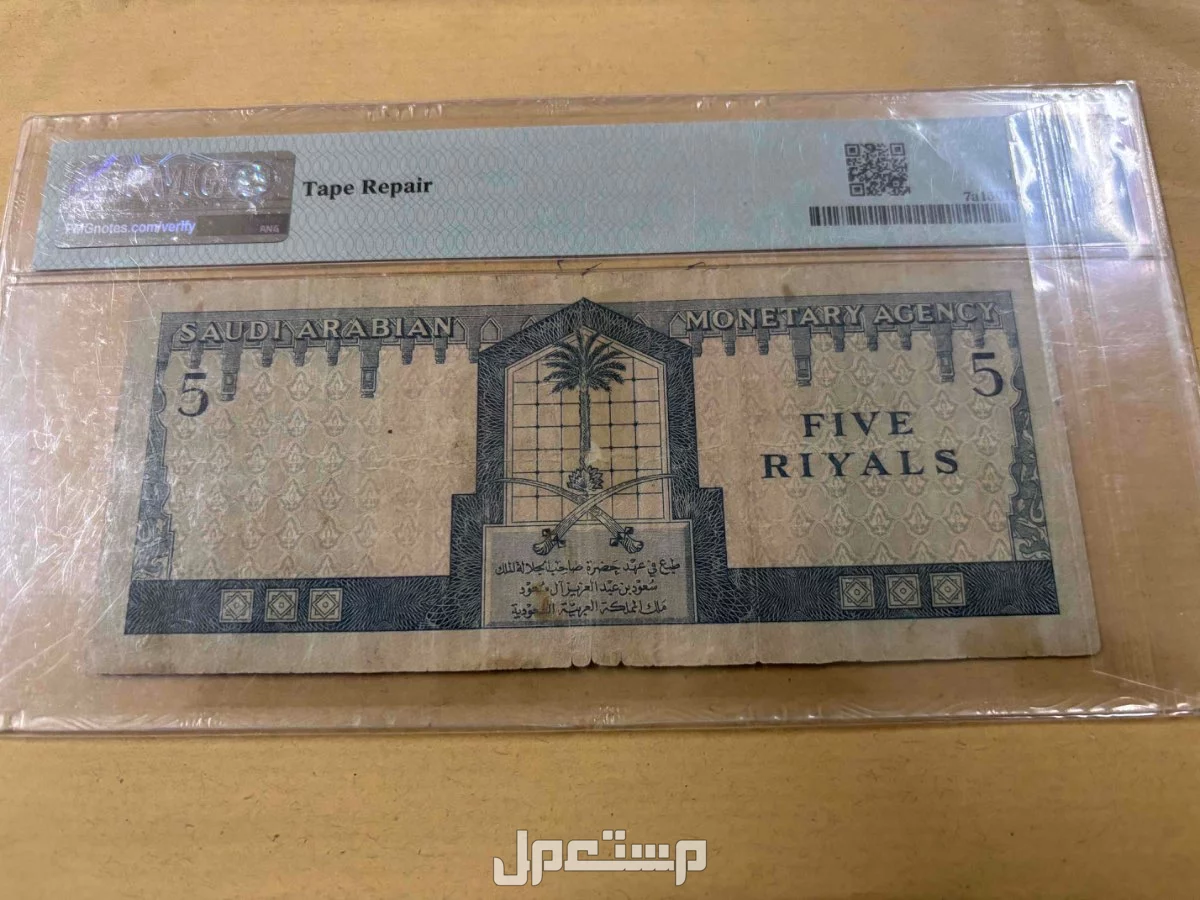 PMG
PMGnotes.com/verify
ANG
Tape Repair
SAUDI ARABIAN MONETARY AGENCY
5
5
FIVE
RIYALS
طبع في عهد حضرة صاحب الجلالة الملك
سعود بن عبد العزيز آل سعود
ملك المملكة العربية السعودية
مستعمل